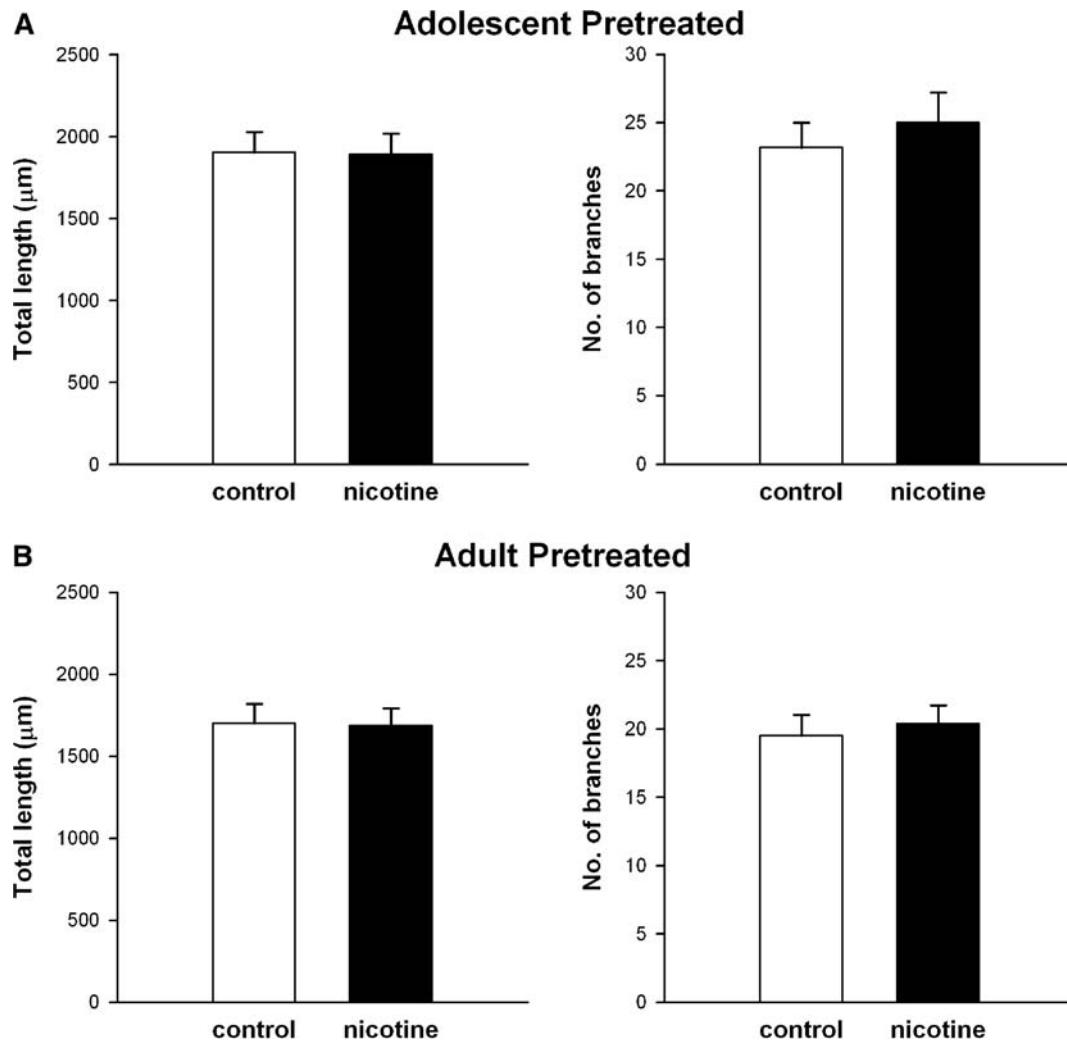 A
Adolescent Pretreated
Total length (μm)
2500
2000
1500
1000
500
0
control nicotine
No. of branches
30
25
20
15
10
5
0
control nicotine
B
Adult Pretreated
Total length (μm)
2500
2000
1500
1000
500
0
control nicotine
No. of branches
30
25
20
15
10
5
0
control nicotine